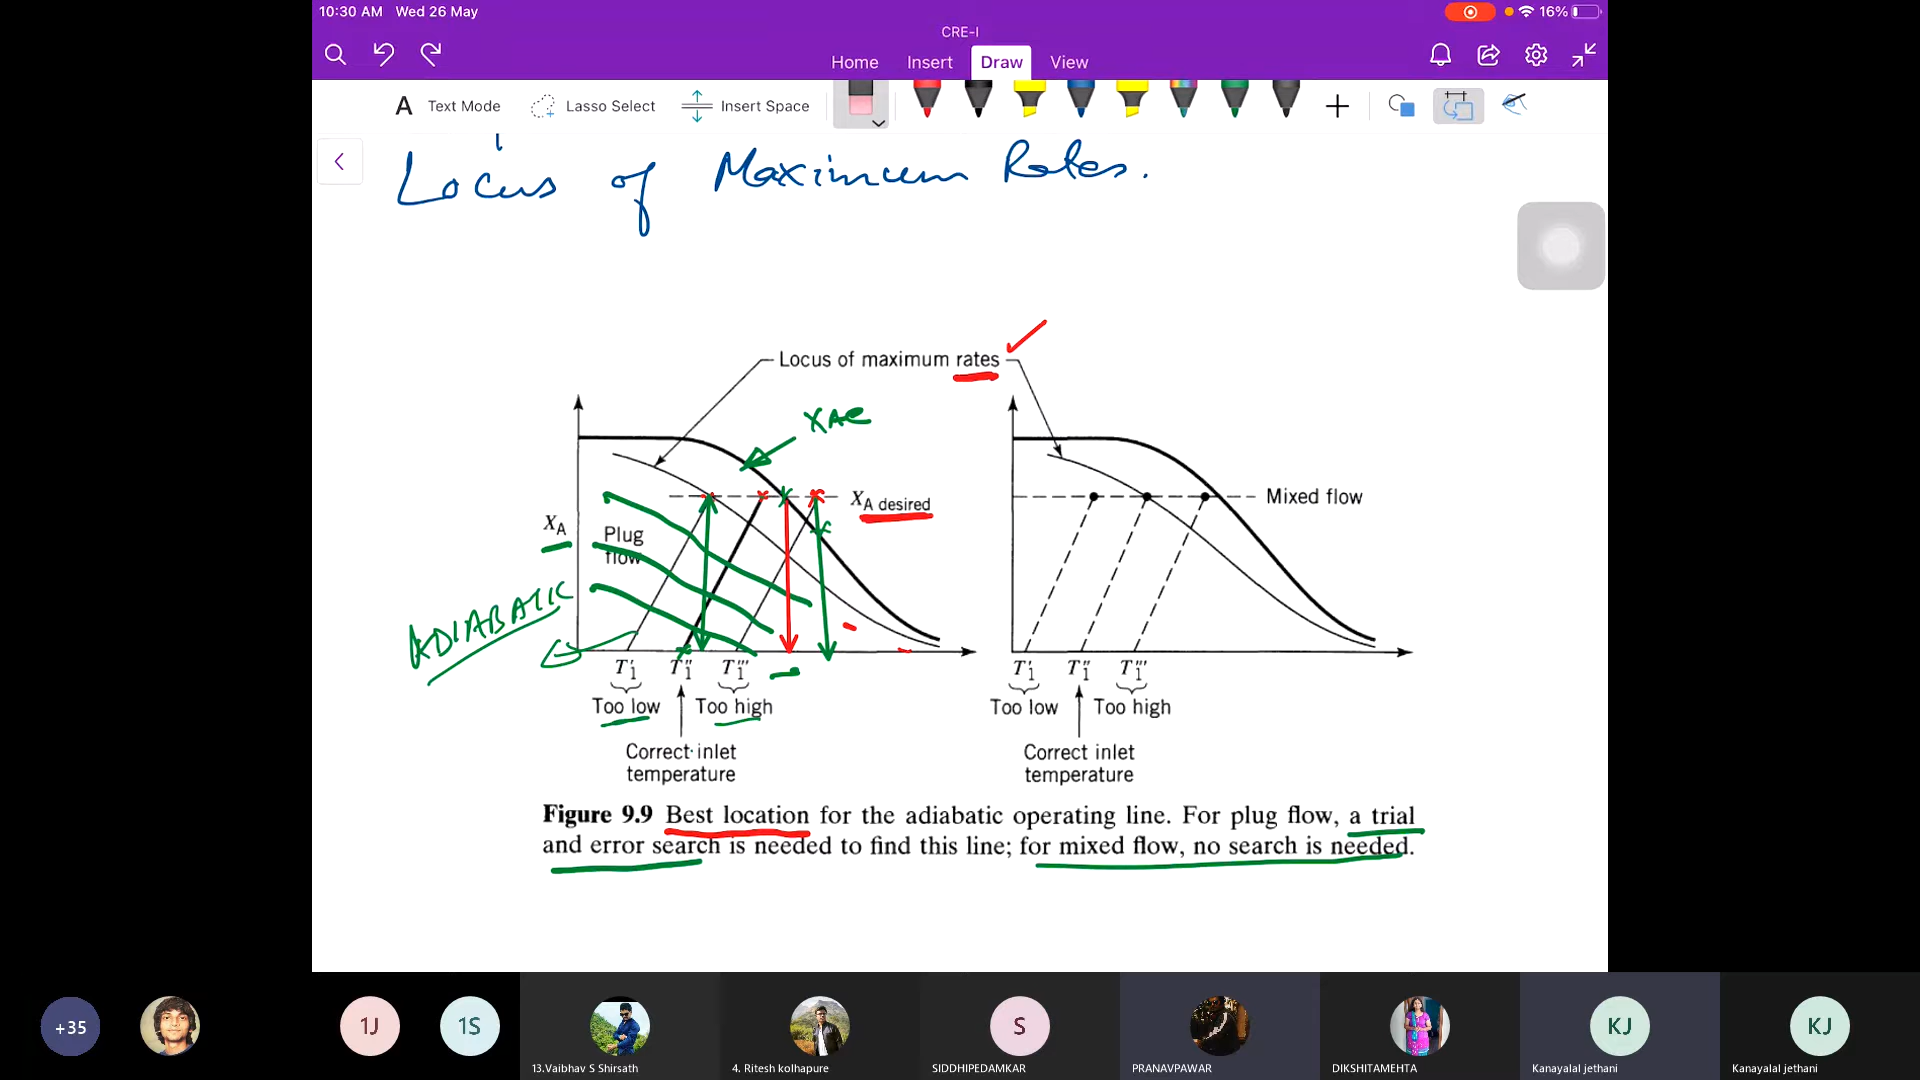 10:30 AM Wed 26 May
16%
CRE-I
Home Insert Draw View
A Text Mode Lasso Select Insert Space
Locus of Maximum Rates.
Locus of maximum rates
XAe
XA desired
Mixed flow
XA
Plug
flow
ADIABATIC
T'1 T''1 T'''1
T'1 T''1 T'''1
Too low Too high
Too low Too high
Correct inlet
temperature
Correct inlet
temperature
Figure 9.9 Best location for the adiabatic operating line. For plug flow, a trial
and error search is needed to find this line; for mixed flow, no search is needed.
+35
1J
1S
S
KJ
KJ
13.Vaibhav S Shirsath
4. Ritesh kolhapure
SIDDHIPEDAMKAR
PRANAVPAWAR
DIKSHITAMEHTA
Kanayalal jethani
Kanayalal jethani